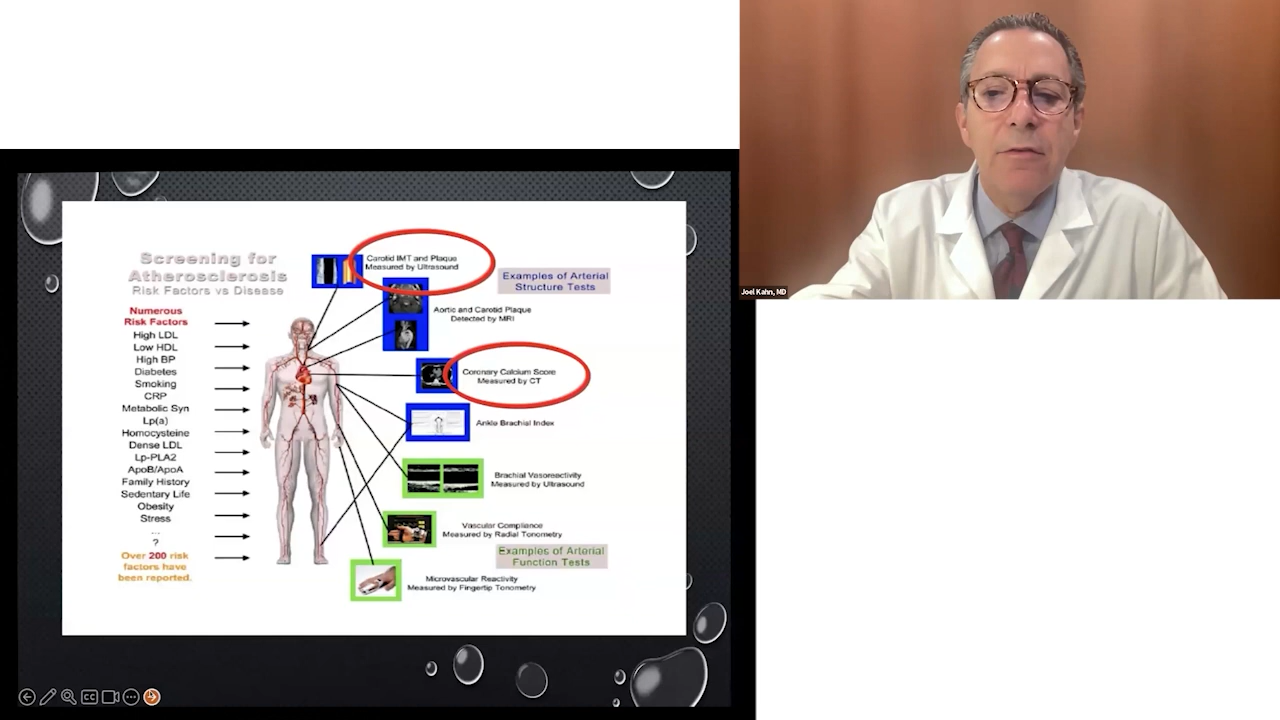 Joel Kahn, MD
Screening for
Atherosclerosis
Risk Factors vs Disease
Numerous
Risk Factors
High LDL
Low HDL
High BP
Diabetes
Smoking
CRP
Metabolic Syn
Lp(a)
Homocysteine
Dense LDL
Lp-PLA2
ApoB/ApoA
Family History
Sedentary Life
Obesity
Stress
...
?
Over 200 risk
factors have
been reported.
Carotid IMT and Plaque
Measured by Ultrasound
Examples of Arterial
Structure Tests
Aortic and Carotid Plaque
Detected by MRI
Coronary Calcium Score
Measured by CT
Ankle Brachial Index
Brachial Vasoreactivity
Measured by Ultrasound
Vascular Compliance
Measured by Radial Tonometry
Examples of Arterial
Function Tests
Microvascular Reactivity
Measured by Fingertip Tonometry
CC